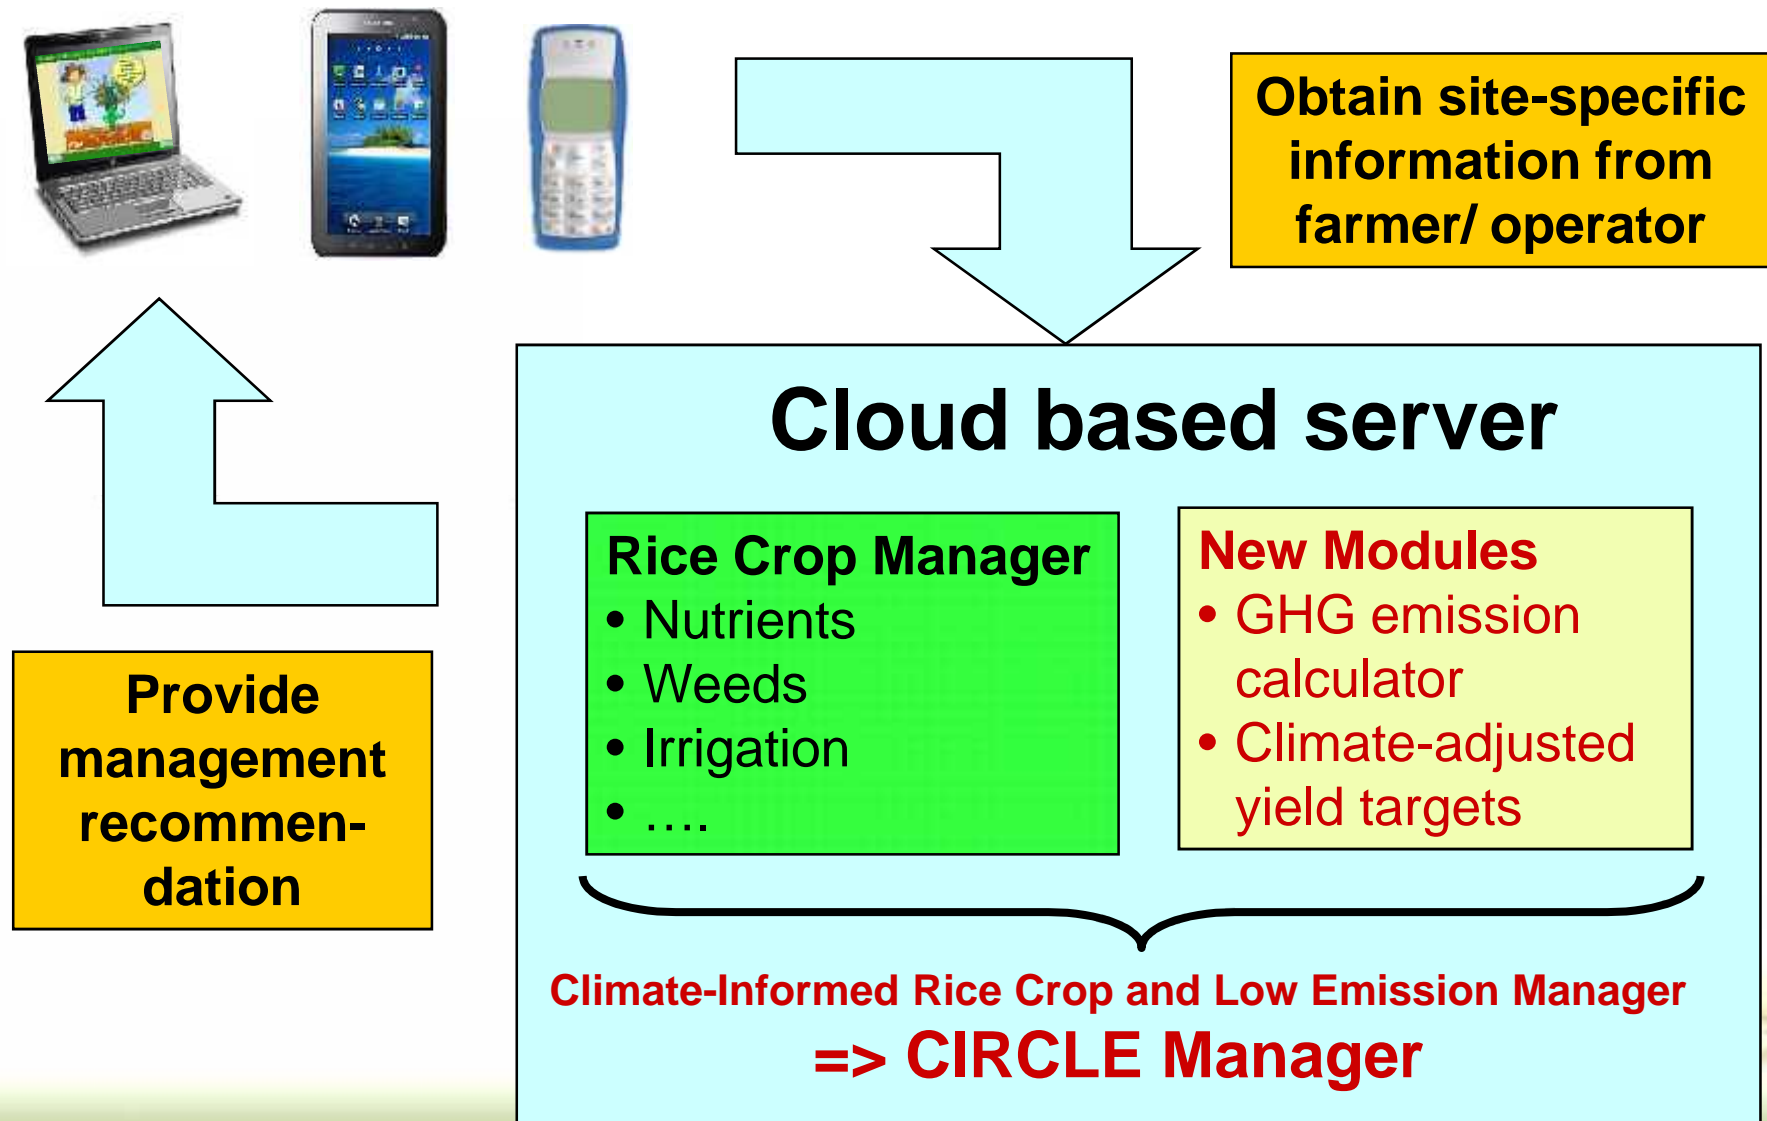 Obtain site-specific
information from
farmer/ operator
Cloud based server
Rice Crop Manager
• Nutrients
• Weeds
• Irrigation
• ….
New Modules
• GHG emission
calculator
• Climate-adjusted
yield targets
Provide
management
recommen-
dation
Climate-Informed Rice Crop and Low Emission Manager
=> CIRCLE Manager